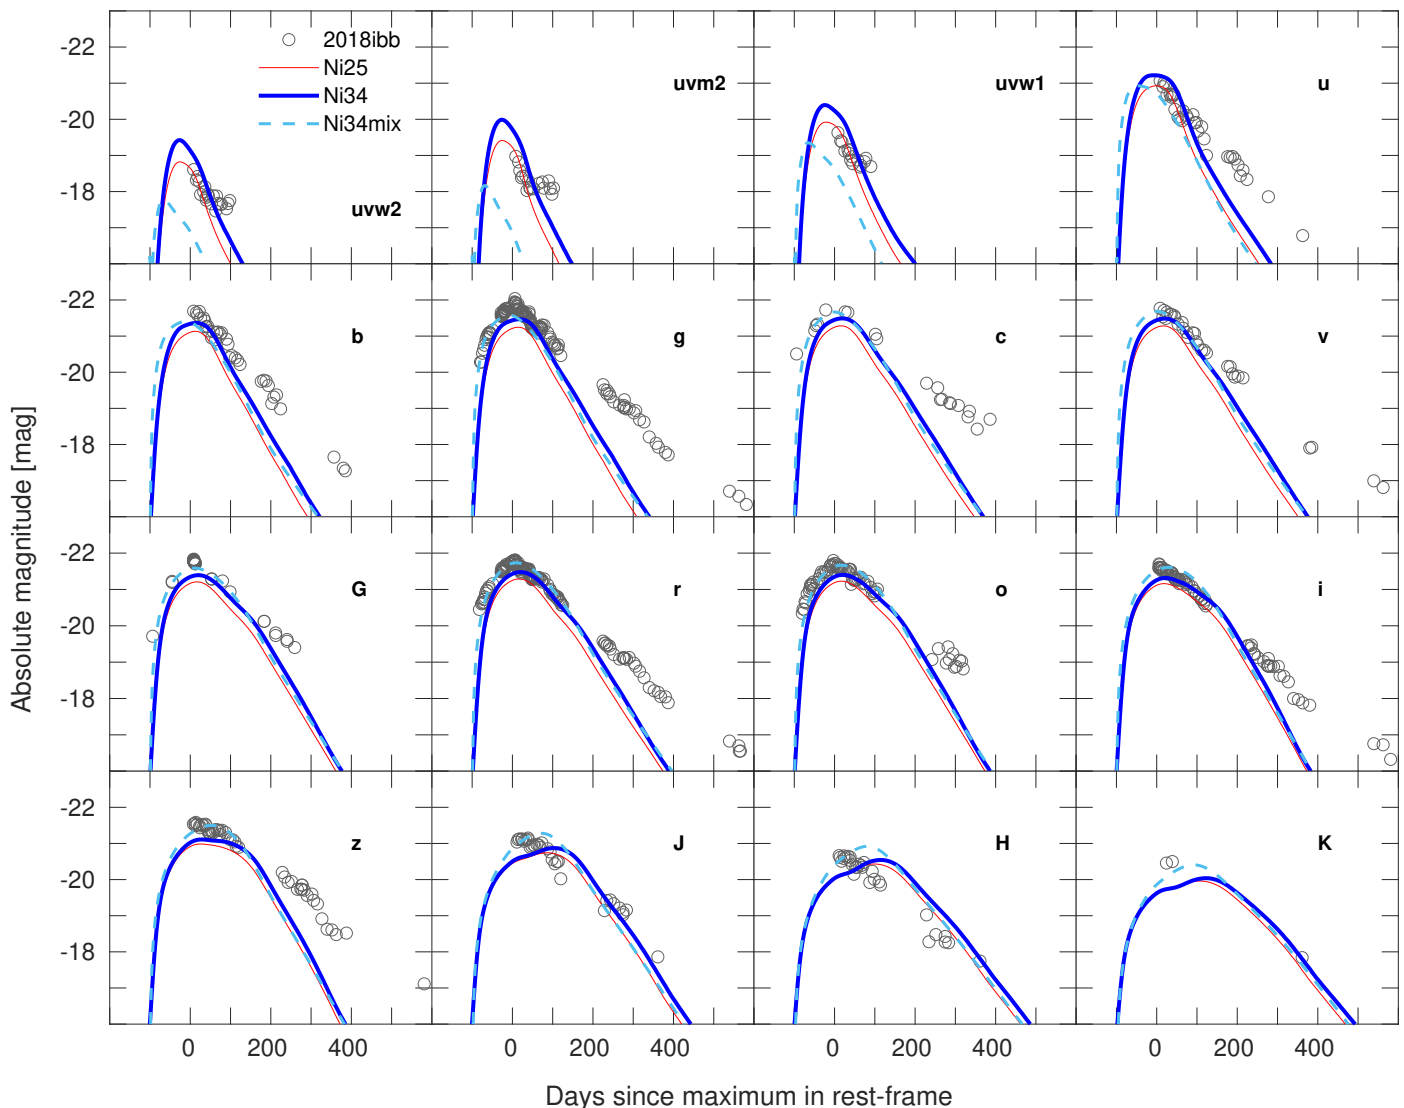 -22
-20
-18
2018ibb
Ni25
Ni34
Ni34mix
uvw2
uvm2
uvw1
u
-22
-20
-18
b
g
c
v
-22
-20
-18
G
r
o
i
-22
-20
-18
z
J
H
K
0 200 400 0 200 400 0 200 400 0 200 400
Absolute magnitude [mag]
Days since maximum in rest-frame